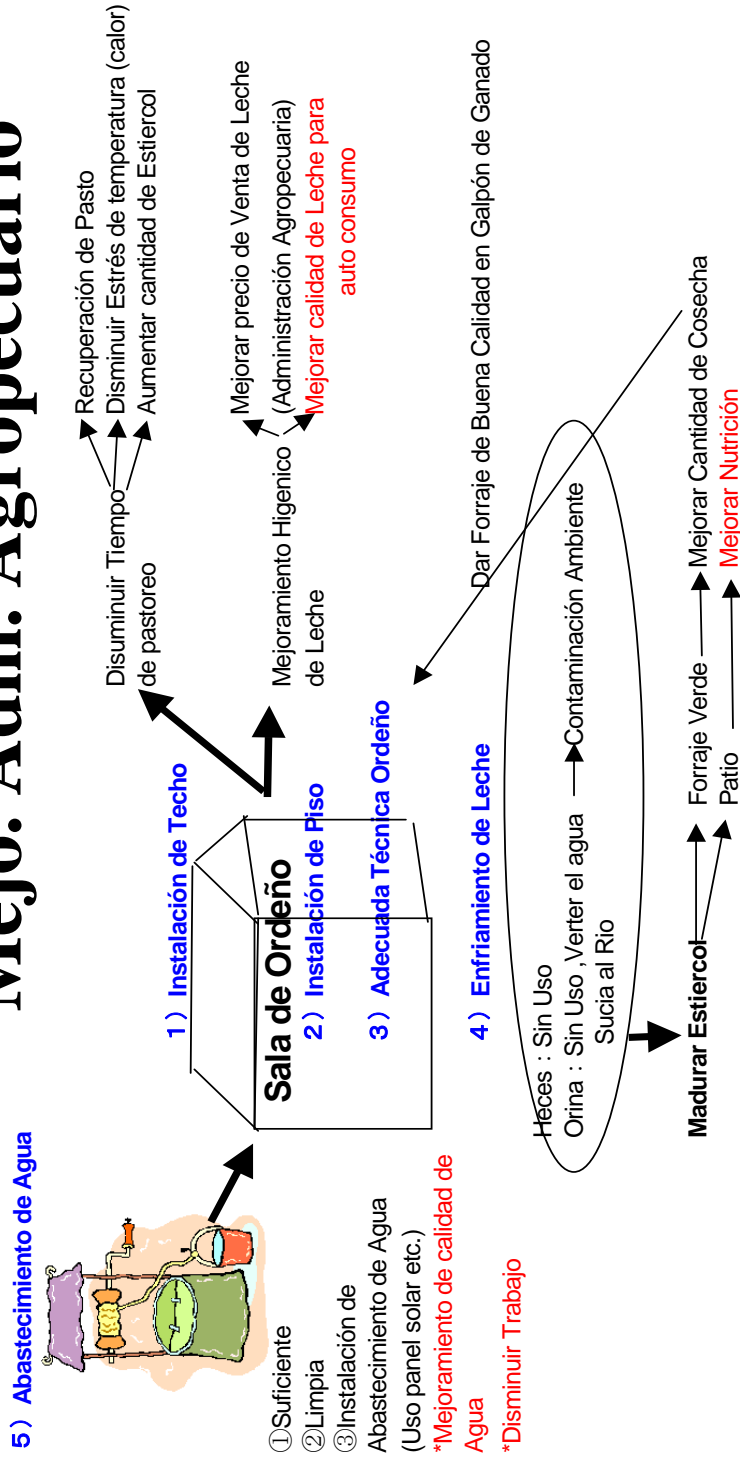 Mejo. Adm. Agropecuario
5）Abastecimiento de Agua
①Suficiente
②Limpia
③Instalación de
Abastecimiento de Agua
(Uso panel solar etc.)
*Mejoramiento de calidad de
Agua
*Disminuir Trabajo
1）Instalación de Techo
Sala de Ordeño
2）Instalación de Piso
3）Adecuada Técnica Ordeño
4）Enfriamiento de Leche
Disuminuir Tiempo
de pastoreo
Recuperación de Pasto
Disminuir Estrés de temperatura (calor)
Aumentar cantidad de Estiercol
Mejoramiento Higenico
de Leche
Mejorar precio de Venta de Leche
(Administración Agropecuaria)
Mejorar calidad de Leche para
auto consumo
Dar Forraje de Buena Calidad en Galpón de Ganado
Heces : Sin Uso
Orina : Sin Uso ,Verter el agua
Sucia al Rio
Contaminación Ambiente
Madurar Estiercol
Forraje Verde
Patio
Mejorar Cantidad de Cosecha
Mejorar Nutrición